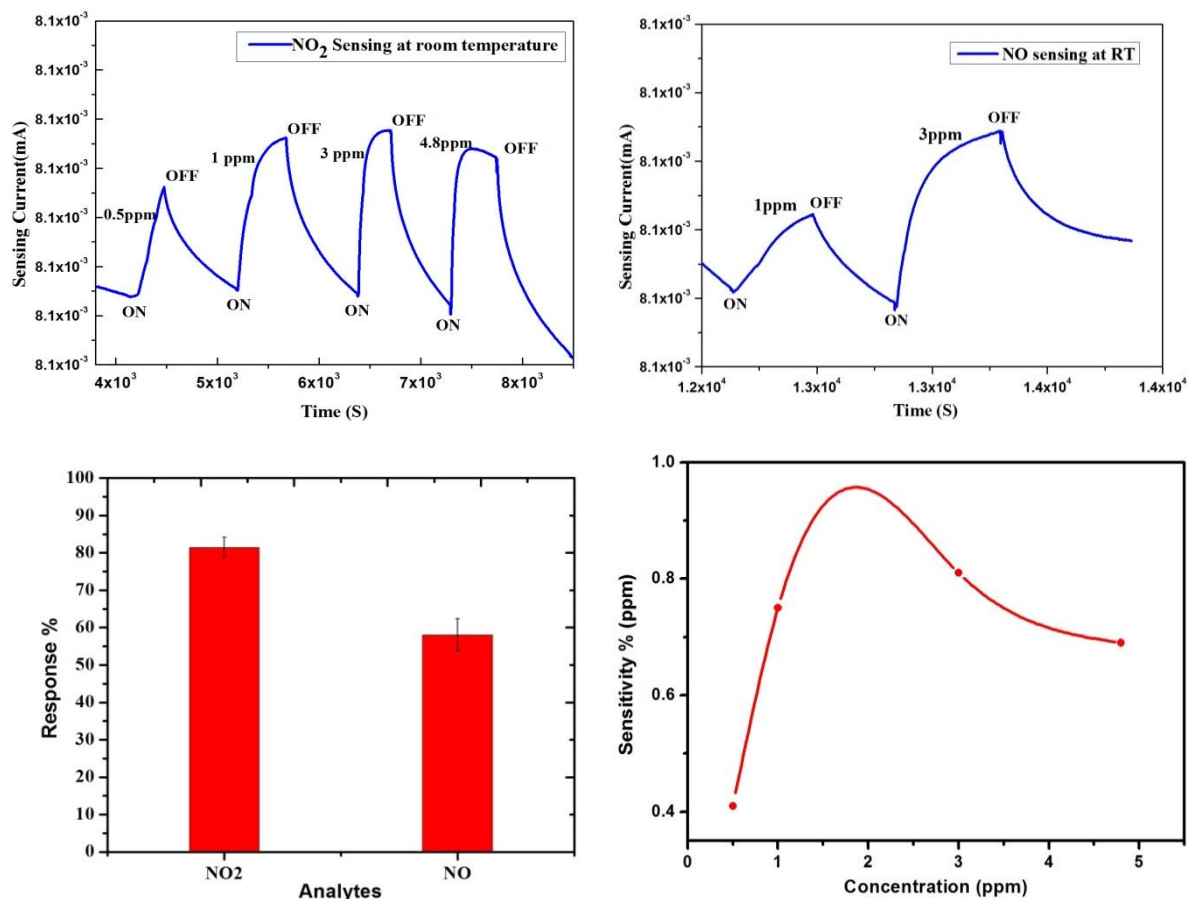 NO2 Sensing at room temperature
Sensing Current(mA)
8.1x10-3
8.1x10-3
8.1x10-3
8.1x10-3
8.1x10-3
8.1x10-3
8.1x10-3
8.1x10-3
0.5ppm
OFF
1 ppm
OFF
3 ppm
OFF
4.8ppm
OFF
ON
ON
ON
ON
4x10³
5x10³
6x10³
7x10³
8x10³
Time (S)
NO sensing at RT
Sensing Current(mA)
8.1x10-3
8.1x10-3
8.1x10-3
8.1x10-3
8.1x10-3
8.1x10-3
1ppm
OFF
3ppm
OFF
ON
ON
1.2x10⁴
1.3x10⁴
1.3x10⁴
1.4x10⁴
1.4x10⁴
Time (S)
Response %
100
90
80
70
60
50
40
30
20
10
0
NO2
NO
Analytes
Sensitivity % (ppm)
1.0
0.8
0.6
0.4
0
1
2
3
4
5
Concentration (ppm)